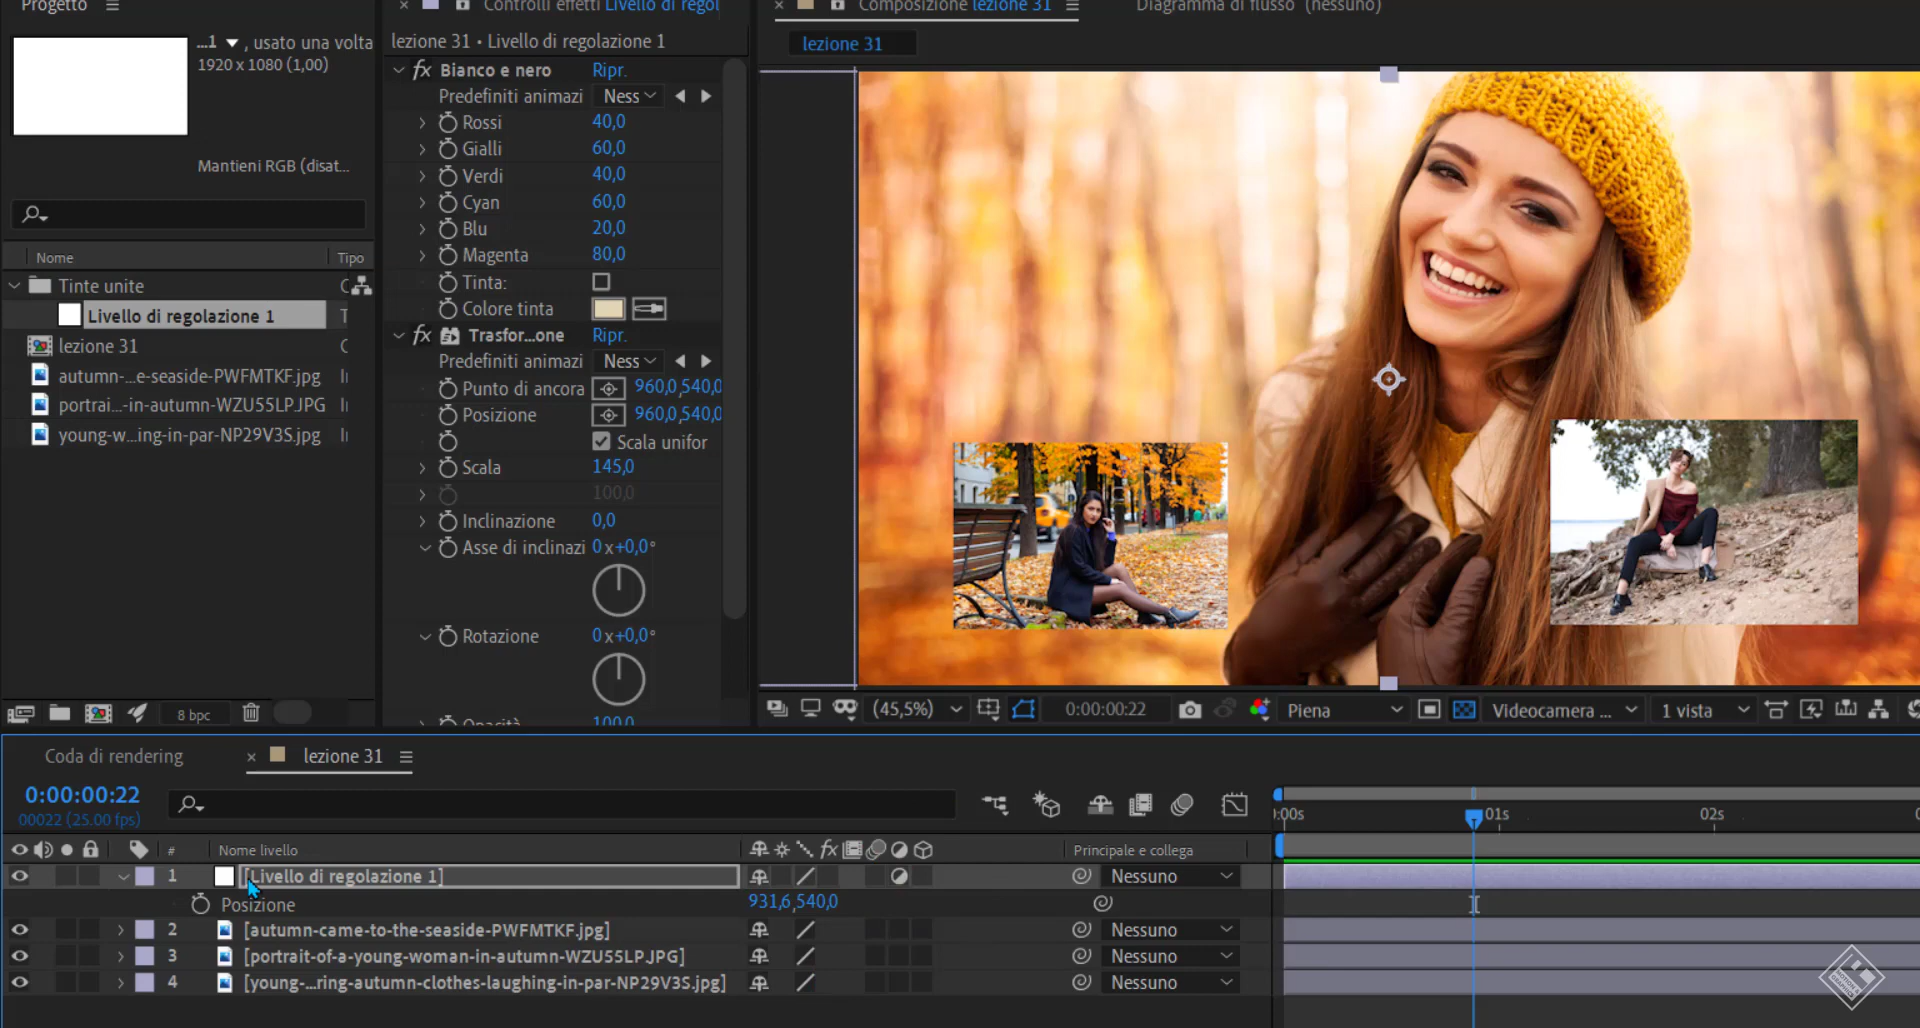 Progetto
...1 , usato una volta
1920 x 1080 (1,00)
Mantieni RGB (disat...
Nome Tipo
Tinte unite
Livello di regolazione 1
lezione 31
autumn-...e-seaside-PWFMTKF.jpg
portrai...-in-autumn-WZU55LP.JPG
young-w...ing-in-par-NP29V3S.jpg
8 bpc
Controlli effetti Livello di regol
lezione 31 • Livello di regolazione 1
fx Bianco e nero Ripr.
Predefiniti animazi Ness
Rossi 40,0
Gialli 60,0
Verdi 40,0
Cyan 60,0
Blu 20,0
Magenta 80,0
Tinta:
Colore tinta
fx Trasfor...one Ripr.
Predefiniti animazi Ness
Punto di ancora 960,0,540,0
Posizione 960,0,540,0
Scala unifor
Scala 145,0
100,0
Inclinazione 0,0
Asse di inclinazi 0x+0,0°
Rotazione 0x+0,0°
Opacità 100,0
Composizione lezione 31
Diagramma di flusso (nessuno)
lezione 31
(45,5%) 0:00:00:22 Piena Videocamera ... 1 vista
Coda di rendering lezione 31
0:00:00:22
00022 (25.00 fps)
:00s 01s 02s
# Nome livello fx Principale e collega
1 [Livello di regolazione 1] Nessuno
Posizione 931,6,540,0
2 [autumn-came-to-the-seaside-PWFMTKF.jpg] Nessuno
3 [portrait-of-a-young-woman-in-autumn-WZU55LP.JPG] Nessuno
4 [young-...ring-autumn-clothes-laughing-in-par-NP29V3S.jpg] Nessuno